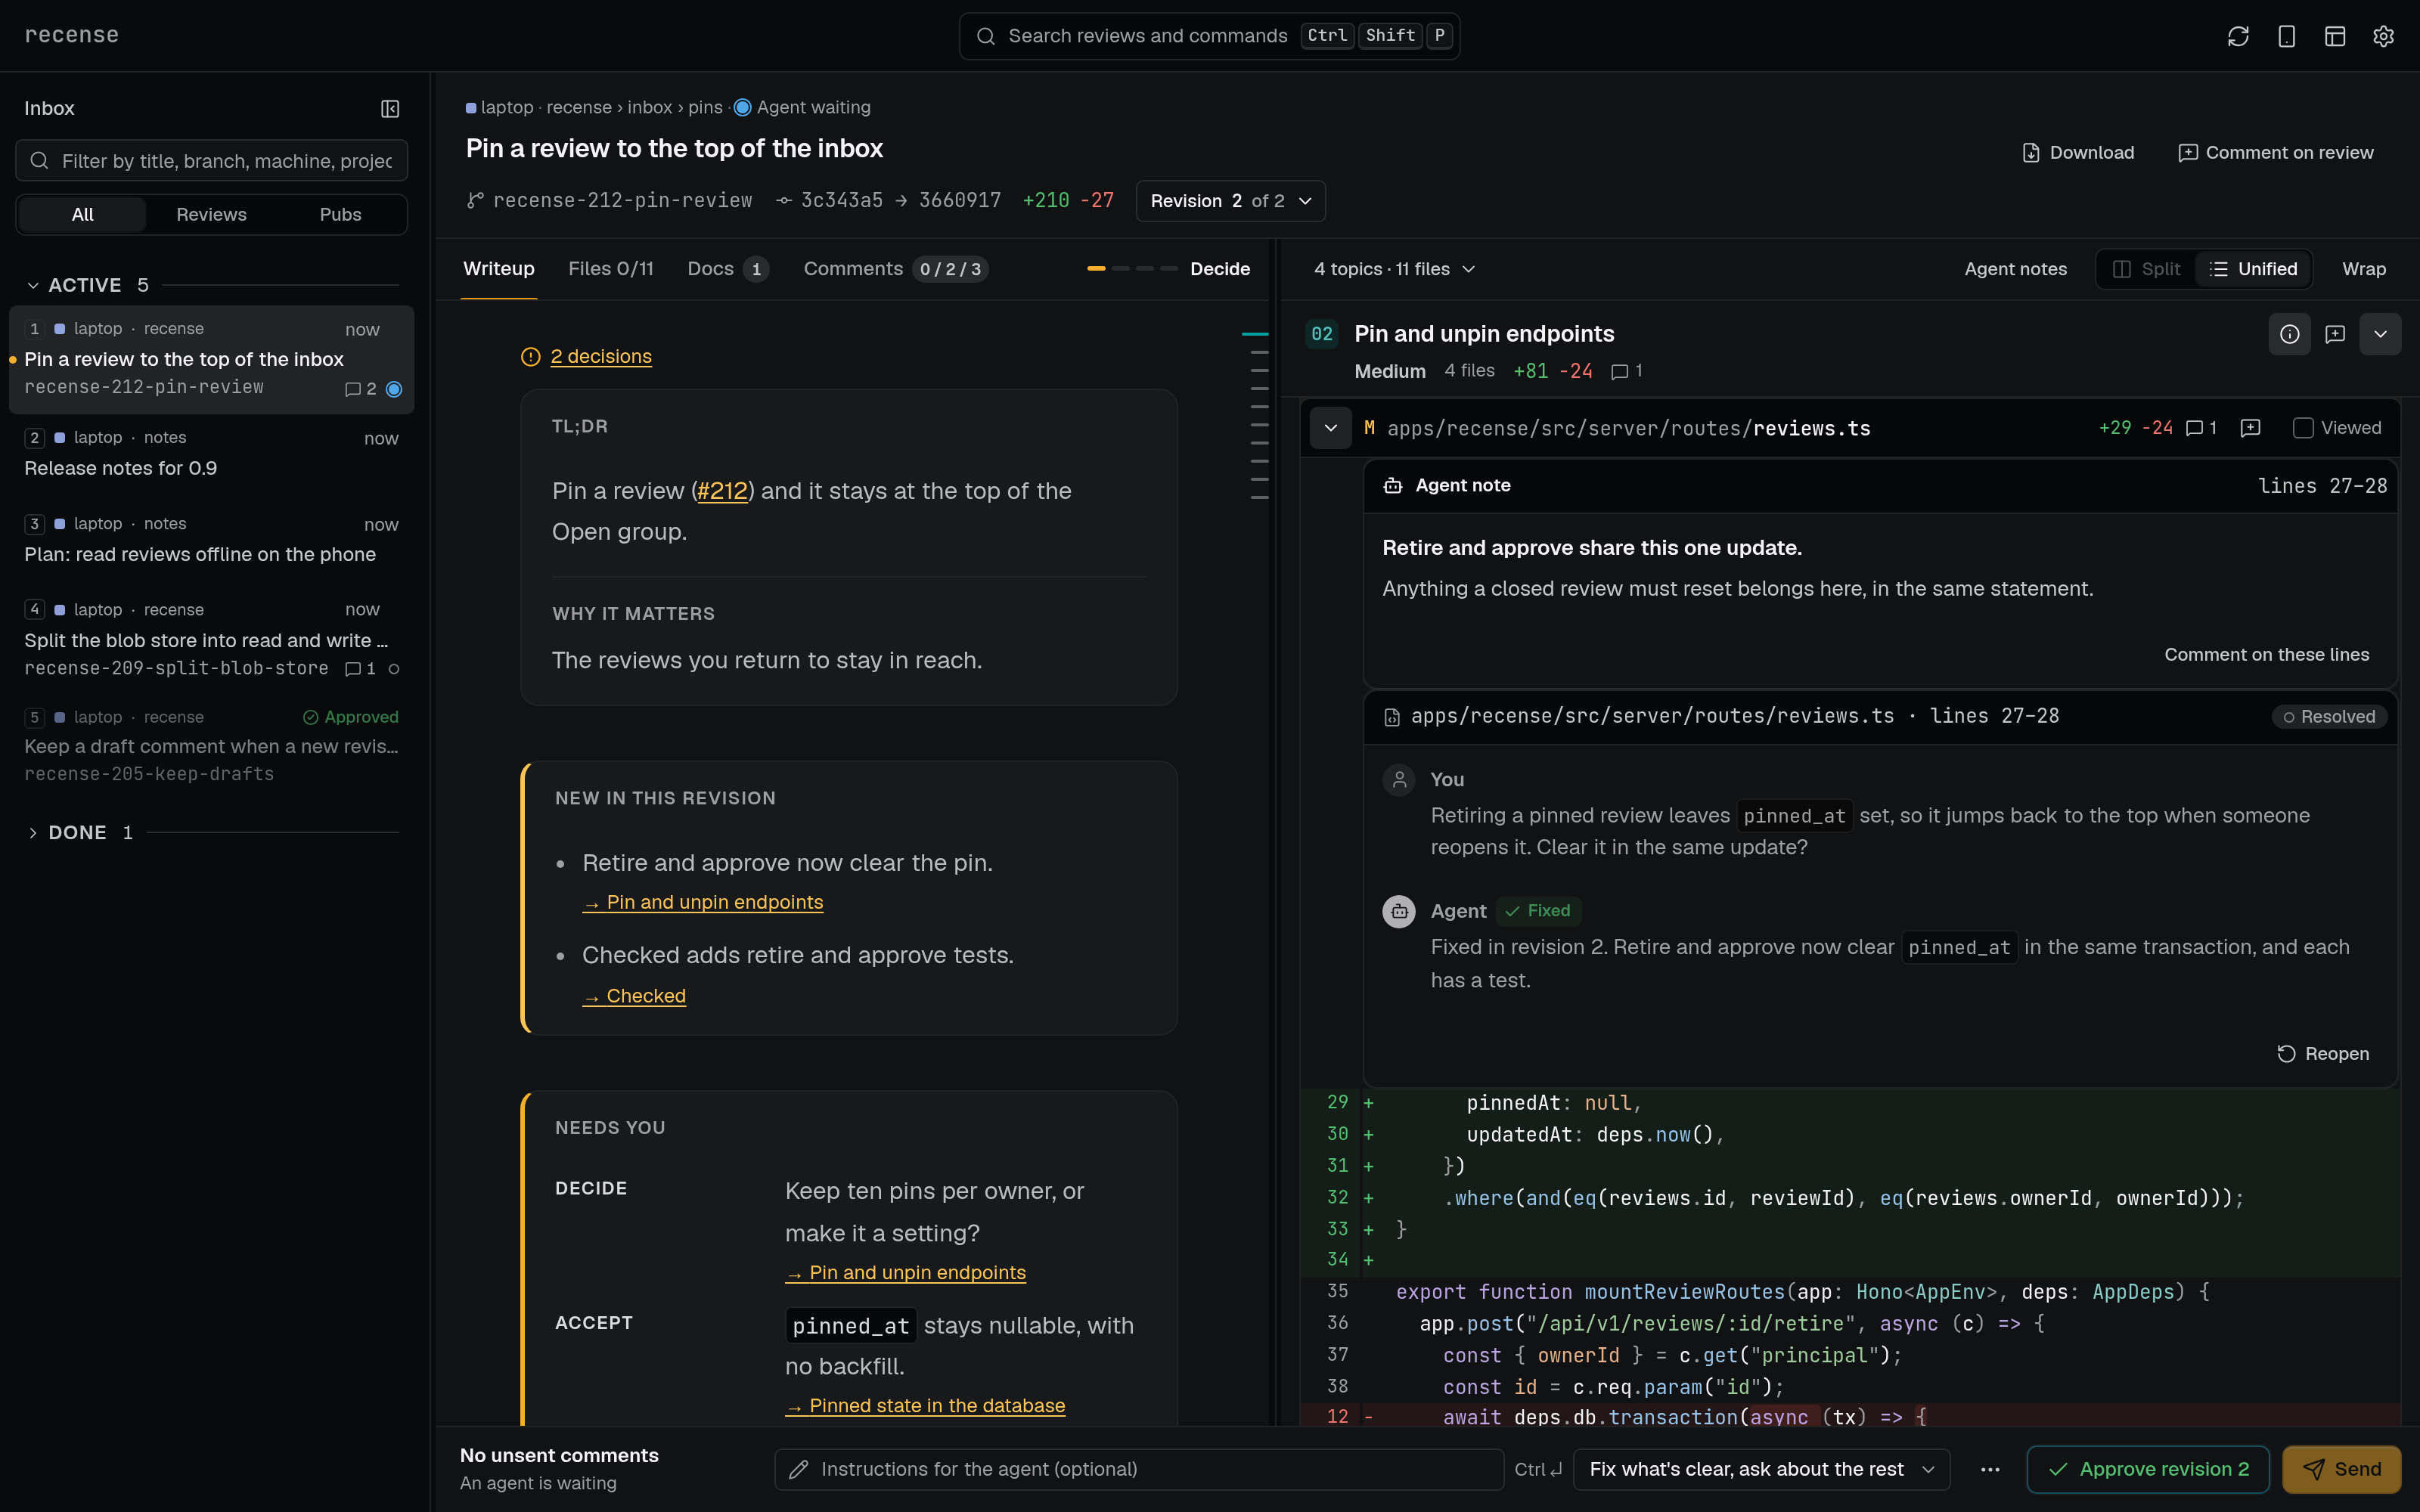 recense
Search reviews and commands Ctrl Shift P
Inbox
Filter by title, branch, machine, projec
All Reviews Pubs
ACTIVE 5
1 laptop · recense now
Pin a review to the top of the inbox
recense-212-pin-review 2
2 laptop · notes now
Release notes for 0.9
3 laptop · notes now
Plan: read reviews offline on the phone
4 laptop · recense now
Split the blob store into read and write ...
recense-209-split-blob-store 1
5 laptop · recense Approved
Keep a draft comment when a new revis...
recense-205-keep-drafts
DONE 1
laptop · recense › inbox › pins · Agent waiting
Pin a review to the top of the inbox
recense-212-pin-review 3c343a5 → 3660917 +210 -27 Revision 2 of 2
Download Comment on review
Writeup Files 0/11 Docs 1 Comments 0 / 2 / 3 Decide
2 decisions
TL;DR
Pin a review (#212) and it stays at the top of the
Open group.
WHY IT MATTERS
The reviews you return to stay in reach.
NEW IN THIS REVISION
• Retire and approve now clear the pin.
→ Pin and unpin endpoints
• Checked adds retire and approve tests.
→ Checked
NEEDS YOU
DECIDE Keep ten pins per owner, or
make it a setting?
→ Pin and unpin endpoints
ACCEPT pinned_at stays nullable, with
no backfill.
→ Pinned state in the database
4 topics · 11 files Agent notes Split Unified Wrap
02 Pin and unpin endpoints
Medium 4 files +81 -24 1
M apps/recense/src/server/routes/reviews.ts +29 -24 1 Viewed
Agent note lines 27–28
Retire and approve share this one update.
Anything a closed review must reset belongs here, in the same statement.
Comment on these lines
apps/recense/src/server/routes/reviews.ts · lines 27–28 Resolved
You
Retiring a pinned review leaves pinned_at set, so it jumps back to the top when someone
reopens it. Clear it in the same update?
Agent Fixed
Fixed in revision 2. Retire and approve now clear pinned_at in the same transaction, and each
has a test.
Reopen
29 + pinnedAt: null,
30 + updatedAt: deps.now(),
31 + })
32 + .where(and(eq(reviews.id, reviewId), eq(reviews.ownerId, ownerId)));
33 + }
34 +
35 export function mountReviewRoutes(app: Hono<AppEnv>, deps: AppDeps) {
36 app.post("/api/v1/reviews/:id/retire", async (c) => {
37 const { ownerId } = c.get("principal");
38 const id = c.req.param("id");
12 - await deps.db.transaction(async (tx) => {
No unsent comments
An agent is waiting
Instructions for the agent (optional) Ctrl ↵ Fix what's clear, ask about the rest ··· Approve revision 2 Send